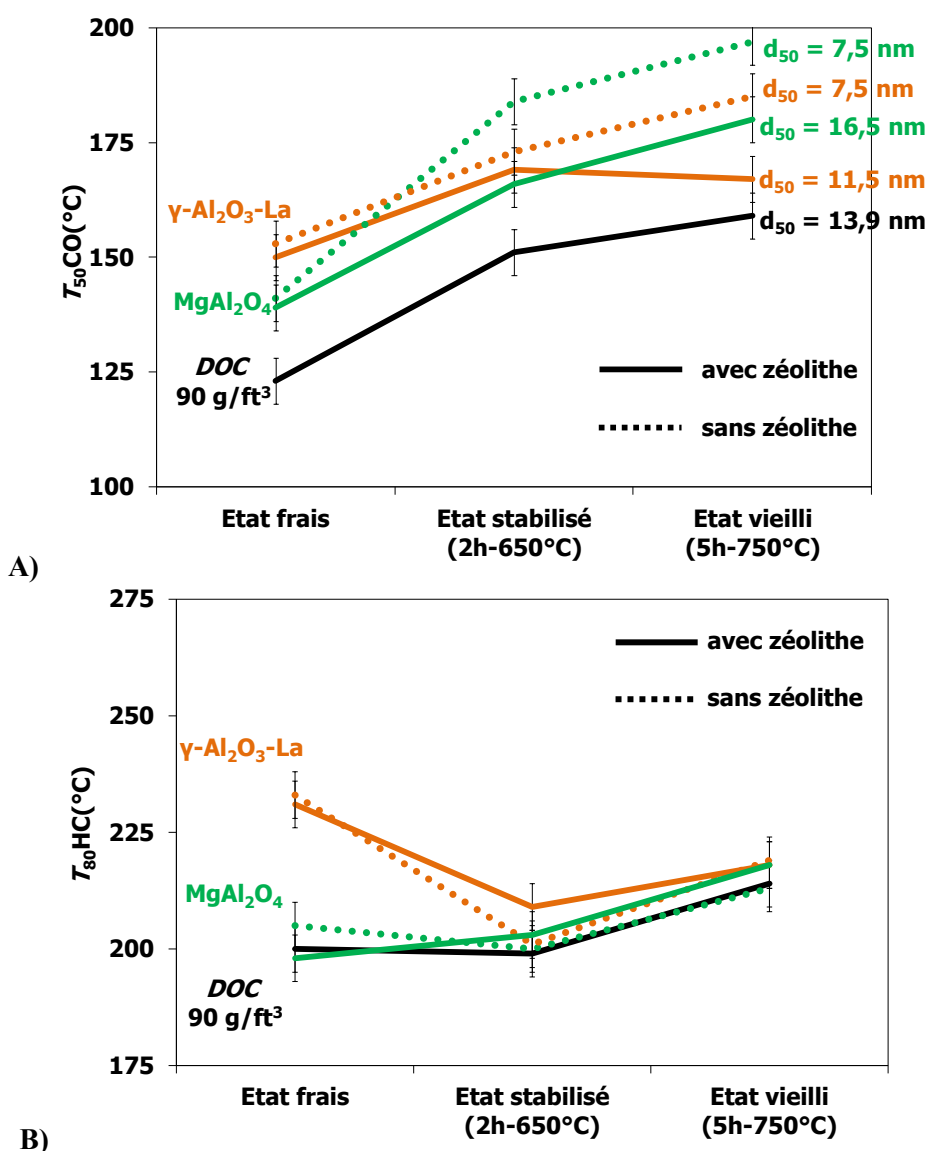 200
175
150
125
100
T₅₀CO(°C)
γ-Al₂O₃-La
MgAl₂O₄
DOC
90 g/ft³
d₅₀ = 7,5 nm
d₅₀ = 7,5 nm
d₅₀ = 16,5 nm
d₅₀ = 11,5 nm
d₅₀ = 13,9 nm
avec zéolithe
sans zéolithe
Etat frais
Etat stabilisé
(2h-650°C)
Etat vieilli
(5h-750°C)
A)
275
250
225
200
175
T₈₀HC(°C)
avec zéolithe
sans zéolithe
γ-Al₂O₃-La
MgAl₂O₄
DOC
90 g/ft³
Etat frais
Etat stabilisé
(2h-650°C)
Etat vieilli
(5h-750°C)
B)